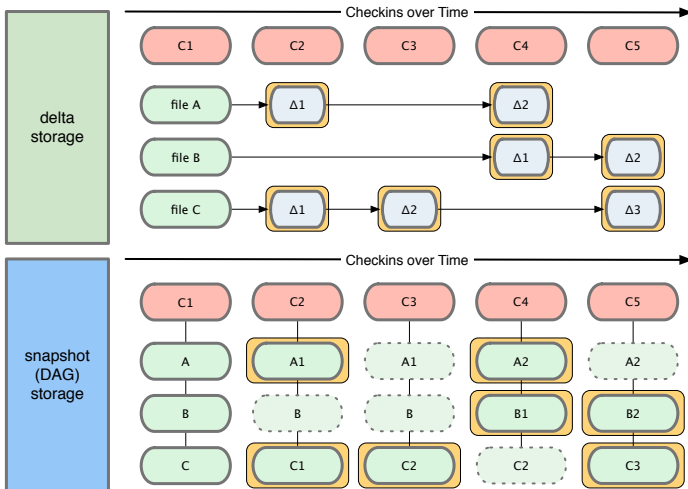 Checkins over Time
C1 C2 C3 C4 C5
delta
storage
file A Δ1 Δ2
file B Δ1 Δ2
file C Δ1 Δ2 Δ3
Checkins over Time
C1 C2 C3 C4 C5
snapshot
(DAG)
storage
A A1 A1 A2 A2
B B B B1 B2
C C1 C2 C2 C3